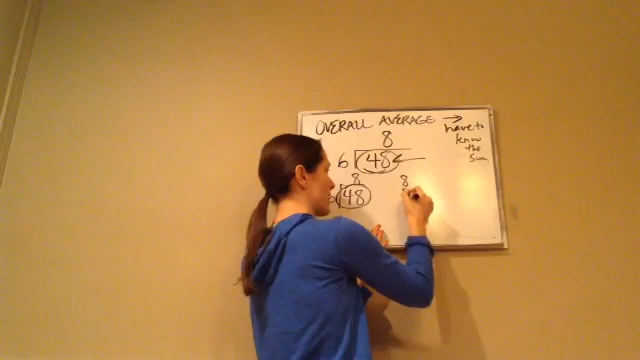 OVERALL AVERAGE → have to
know
the
sum
8
6 48
8
48
8